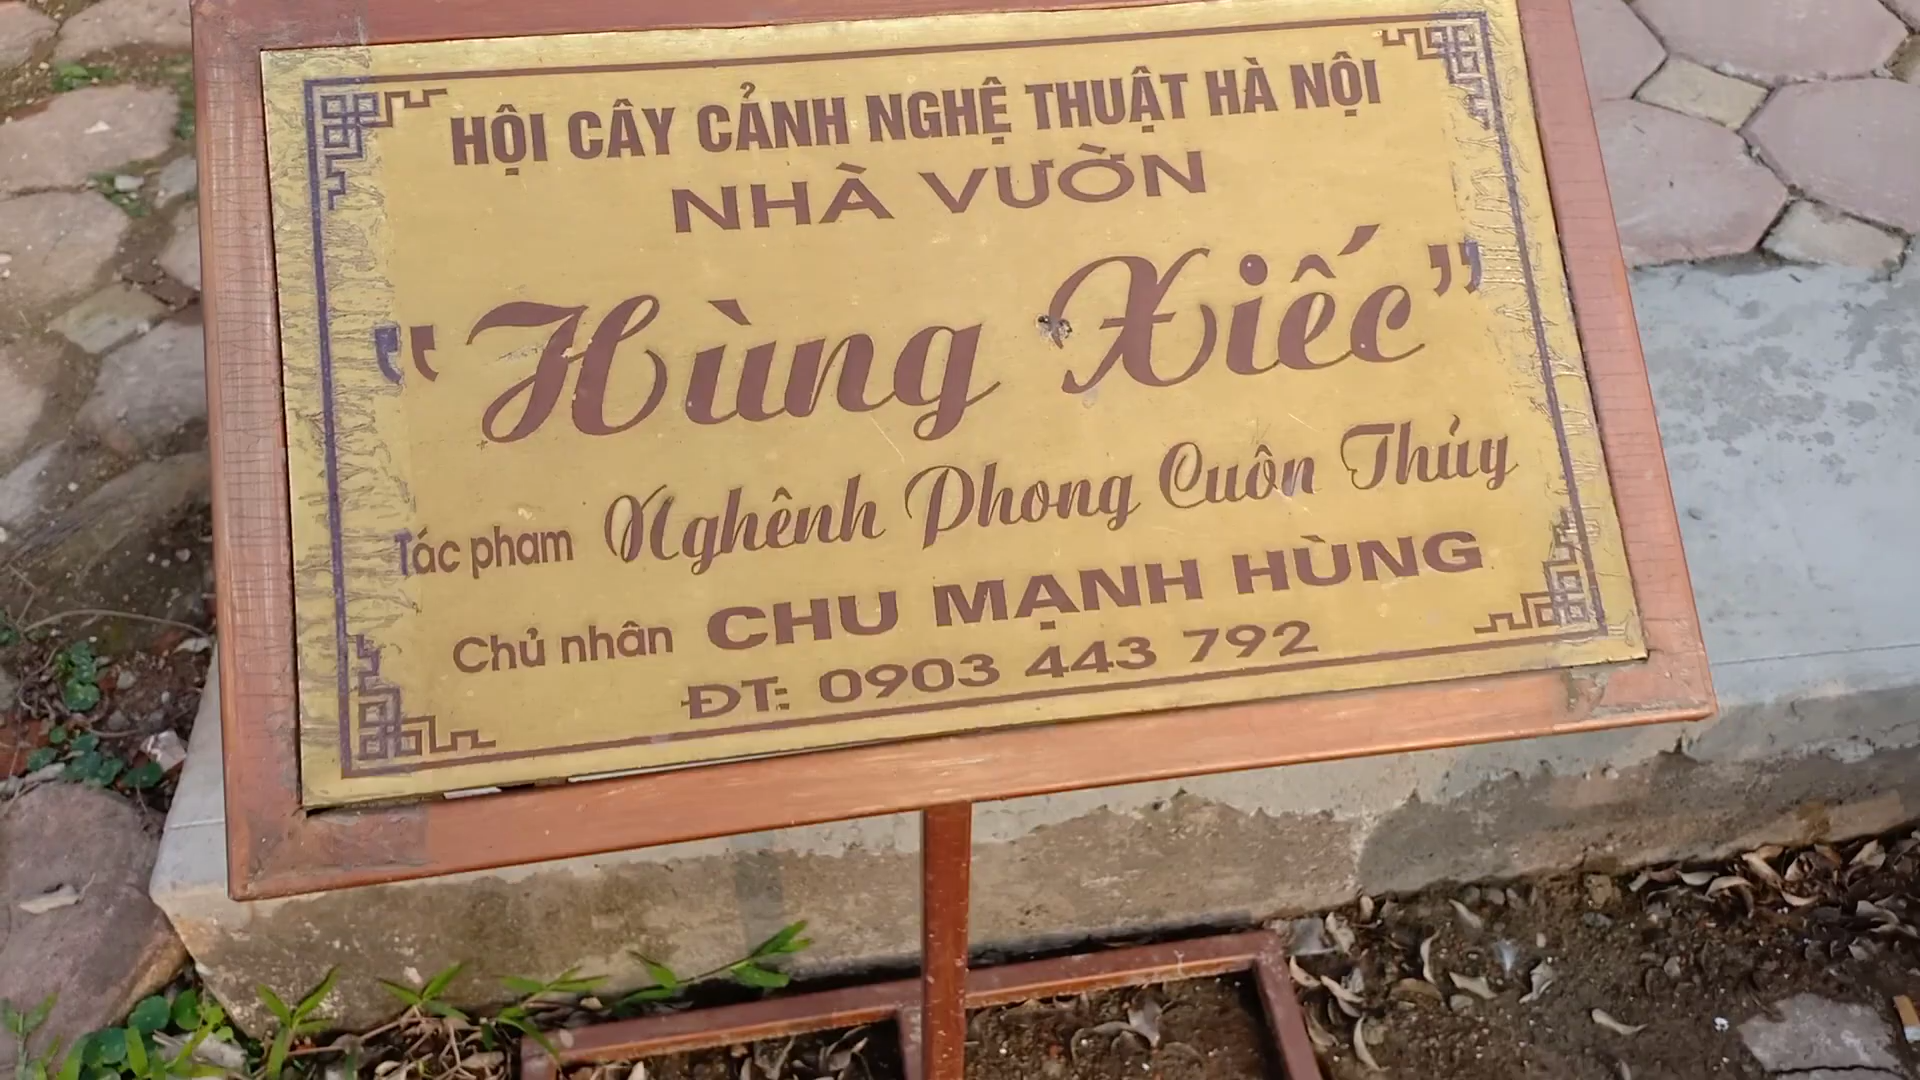 HỘI CÂY CẢNH NGHỆ THUẬT HÀ NỘI
NHÀ VƯỜN
"Hùng Xiếc"
Tác pham Nghênh Phong Cuôn Thủy
Chủ nhân CHU MẠNH HÙNG
ĐT: 0903 443 792